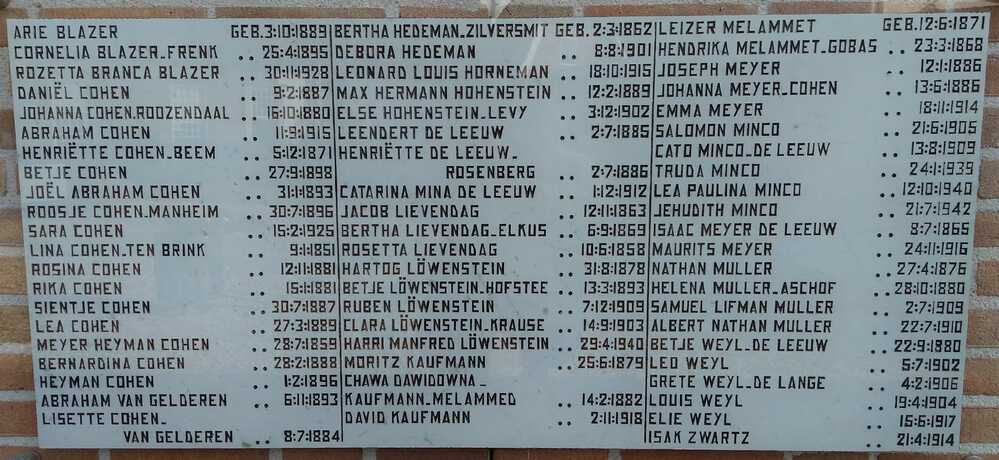 ARIE BLAZER GEB. 3:10:1889
CORNELIA BLAZER_FRENK .. 25:4:1895
ROZETTA BRANCA BLAZER .. 30:11:1928
DANIËL COHEN .. 9:2:1887
JOHANNA COHEN.ROOZENDAAL .. 16:10:1880
ABRAHAM COHEN .. 11:9:1915
HENRIËTTE COHEN_BEEM .. 5:12:1871
BETJE COHEN .. 27:9:1898
JOËL ABRAHAM COHEN .. 31:1:1893
ROOSJE COHEN.MANHEIM .. 30:7:1896
SARA COHEN .. 15:2:1925
LINA COHEN_TEN BRINK .. 9:1:1851
ROSINA COHEN .. 12:11:1881
RIKA COHEN .. 15:1:1881
SIENTJE COHEN .. 30:7:1887
LEA COHEN .. 27:3:1889
MEYER HEYMAN COHEN .. 28:7:1859
BERNARDINA COHEN .. 28:2:1888
HEYMAN COHEN .. 1:2:1896
ABRAHAM VAN GELDEREN .. 6:11:1893
LISETTE COHEN_
VAN GELDEREN .. 8:7:1884
BERTHA HEDEMAN_ZILVERSMIT GEB. 2:3:1862
DEBORA HEDEMAN .. 8:8:1901
LEONARD LOUIS HORNEMAN .. 18:10:1915
MAX HERMANN HOHENSTEIN .. 12:2:1889
ELSE HOHENSTEIN_LEVY .. 3:12:1902
LEENDERT DE LEEUW .. 2:7:1885
HENRIËTTE DE LEEUW_
ROSENBERG .. 2:7:1886
CATARINA MINA DE LEEUW .. 1:12:1912
JACOB LIEVENDAG .. 12:11:1863
BERTHA LIEVENDAG_ELKUS .. 6:9:1869
ROSETTA LIEVENDAG .. 10:6:1858
HARTOG LÖWENSTEIN .. 31:8:1878
BETJE LÖWENSTEIN_HOFSTEE .. 13:3:1893
RUBEN LÖWENSTEIN .. 7:12:1909
CLARA LÖWENSTEIN_KRAUSE .. 14:9:1903
HARRI MANFRED LÖWENSTEIN .. 29:4:1940
MORITZ KAUFMANN .. 25:6:1879
CHAWA DAWIDOWNA_
KAUFMANN_MELAMMED .. 14:2:1882
DAVID KAUFMANN .. 2:11:1918
LEIZER MELAMMET GEB. 12:6:1871
HENDRIKA MELAMMET_GOBAS .. 23:3:1868
JOSEPH MEYER .. 12:1:1886
JOHANNA MEYER_COHEN .. 13:6:1886
EMMA MEYER .. 18:11:1914
SALOMON MINCO .. 21:6:1905
CATO MINCO_DE LEEUW .. 13:8:1909
TRUDA MINCO .. 24:1:1939
LEA PAULINA MINCO .. 12:10:1940
JEHUDITH MINCO .. 21:7:1942
ISAAC MEYER DE LEEUW .. 8:7:1866
MAURITS MEYER .. 24:11:1916
NATHAN MULLER .. 27:4:1876
HELENA MULLER_ASCHOF .. 28:10:1880
SAMUEL LIFMAN MULLER .. 2:7:1909
ALBERT NATHAN MULLER .. 22:7:1910
BETJE WEYL_DE LEEUW .. 22:9:1880
LEO WEYL .. 5:7:1902
GRETE WEYL_DE LANGE .. 4:2:1906
LOUIS WEYL .. 19:4:1904
ELIE WEYL .. 15:6:1917
ISAK ZWARTZ .. 21:4:1914